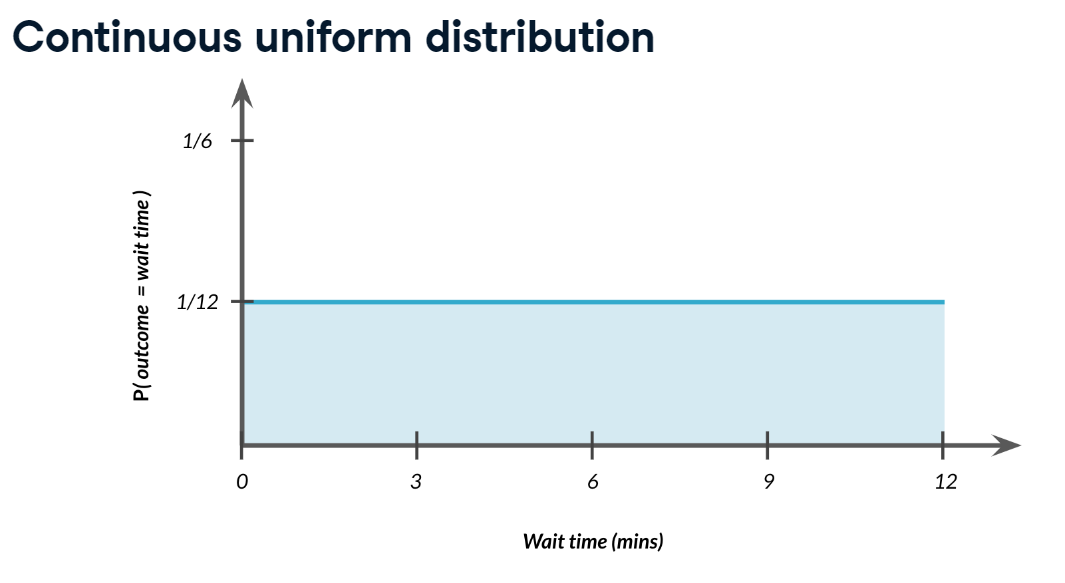 Continuous uniform distribution
1/6
P( outcome = wait time )
1/12
0
3
6
9
12
Wait time (mins)